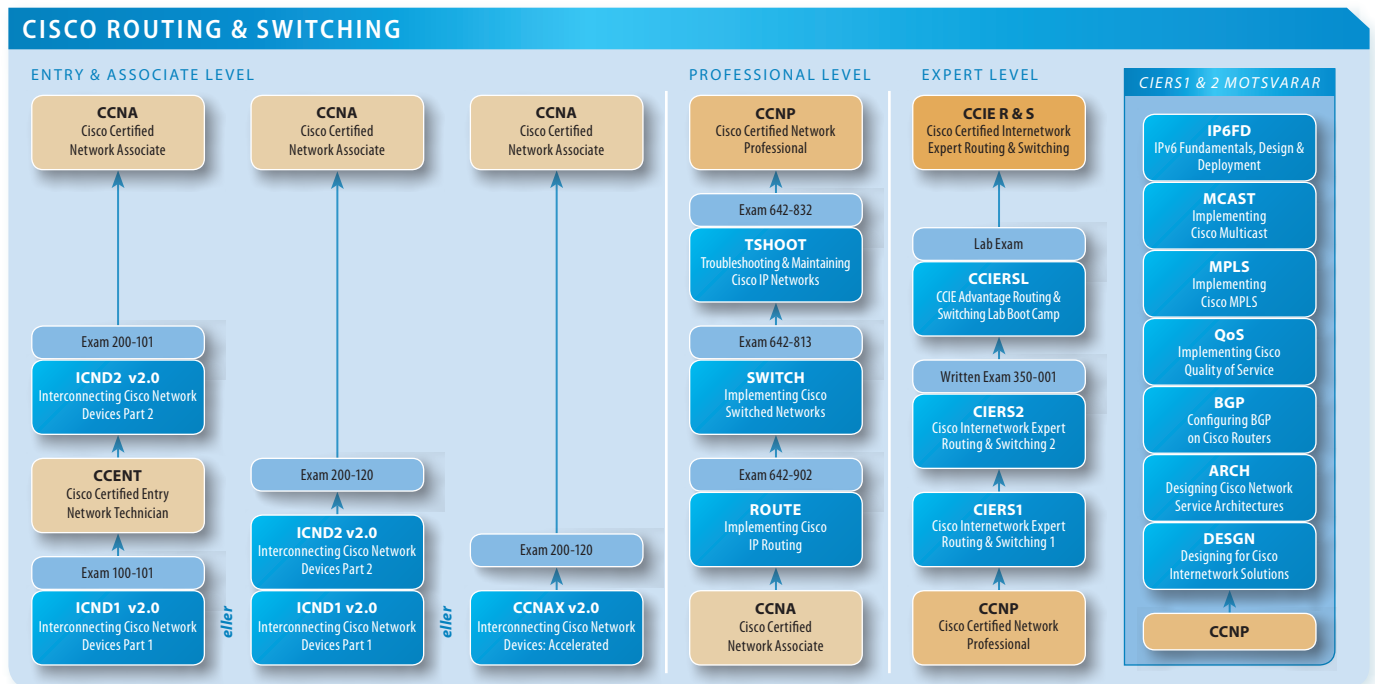 CISCO ROUTING & SWITCHING
ENTRY & ASSOCIATE LEVEL
CCNA
Cisco Certified
Network Associate
Exam 200-101
ICND2 v2.0
Interconnecting Cisco Network
Devices Part 2
CCENT
Cisco Certified Entry
Network Technician
Exam 100-101
ICND1 v2.0
Interconnecting Cisco Network
Devices Part 1
eller
CCNA
Cisco Certified
Network Associate
Exam 200-120
ICND2 v2.0
Interconnecting Cisco Network
Devices Part 2
ICND1 v2.0
Interconnecting Cisco Network
Devices Part 1
eller
CCNA
Cisco Certified
Network Associate
Exam 200-120
CCNAX v2.0
Interconnecting Cisco Network
Devices: Accelerated
PROFESSIONAL LEVEL
CCNP
Cisco Certified Network
Professional
Exam 642-832
TSHOOT
Troubleshooting & Maintaining
Cisco IP Networks
Exam 642-813
SWITCH
Implementing Cisco
Switched Networks
Exam 642-902
ROUTE
Implementing Cisco
IP Routing
CCNA
Cisco Certified
Network Associate
EXPERT LEVEL
CCIE R & S
Cisco Certified Internetwork
Expert Routing & Switching
Lab Exam
CCIERSL
CCIE Advantage Routing &
Switching Lab Boot Camp
Written Exam 350-001
CIERS2
Cisco Internetwork Expert
Routing & Switching 2
CIERS1
Cisco Internetwork Expert
Routing & Switching 1
CCNP
Cisco Certified Network
Professional
CIERS1 & 2 MOTSVARAR
IP6FD
IPv6 Fundamentals, Design &
Deployment
MCAST
Implementing
Cisco Multicast
MPLS
Implementing
Cisco MPLS
QoS
Implementing Cisco
Quality of Service
BGP
Configuring BGP
on Cisco Routers
ARCH
Designing Cisco Network
Service Architectures
DESGN
Designing for Cisco
Internetwork Solutions
CCNP